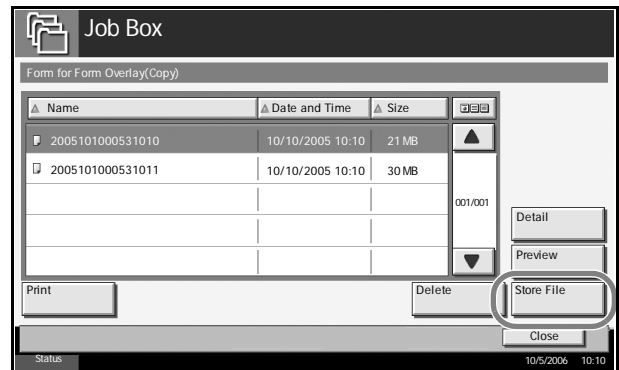 Job Box
Form for Form Overlay(Copy)
Name Date and Time Size
2005101000531010 10/10/2005 10:10 21 MB
2005101000531011 10/10/2005 10:10 30 MB
001/001
Detail
Preview
Print Delete Store File
Close
Status 10/5/2006 10:10